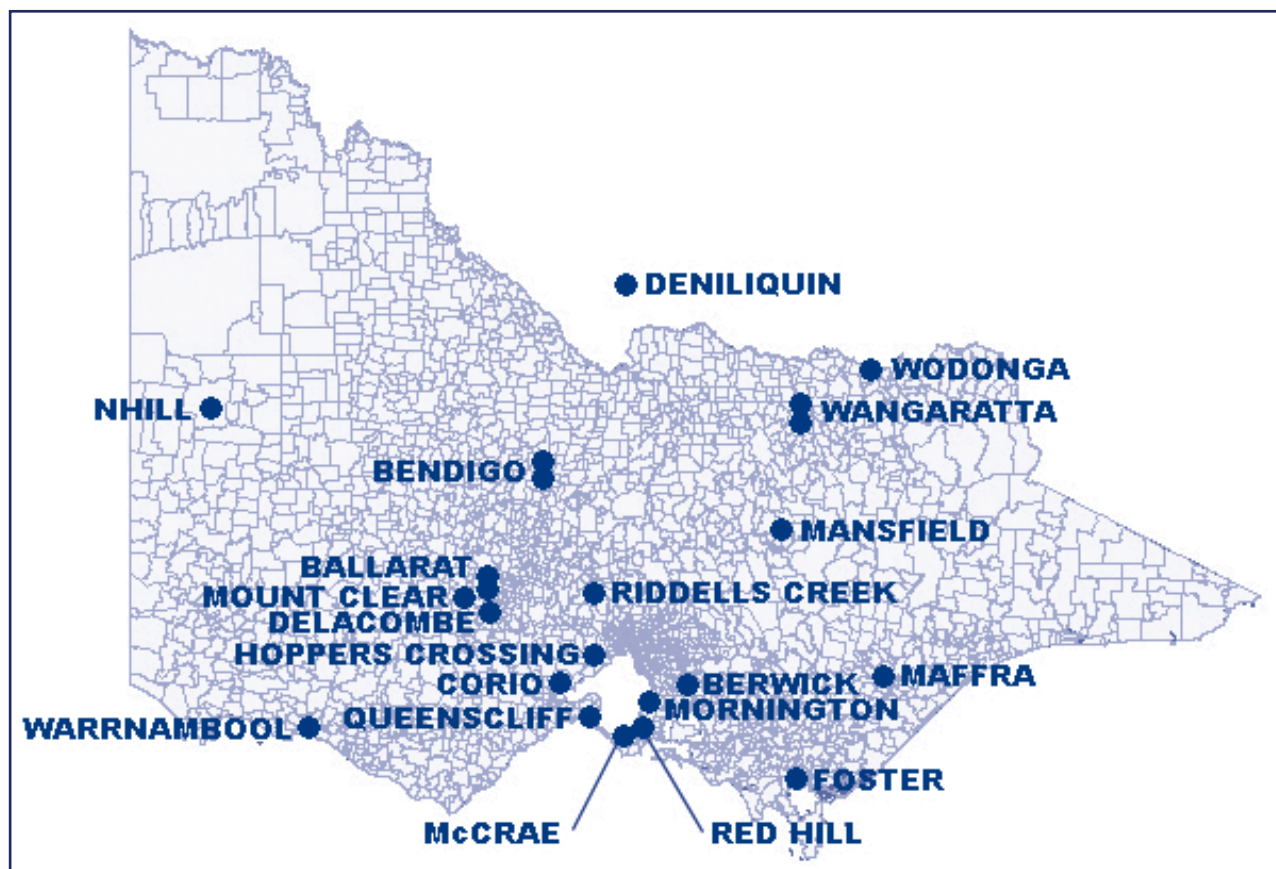 DENILIQUIN
WODONGA
NHILL
WANGARATTA
BENDIGO
MANSFIELD
BALLARAT
MOUNT CLEAR
RIDDELLS CREEK
DELACOMBE
HOPPERS CROSSING
CORIO
BERWICK
MAFFRA
QUEENSCLIFF
MORNINGTON
WARRNAMBOOL
FOSTER
McCRAE
RED HILL